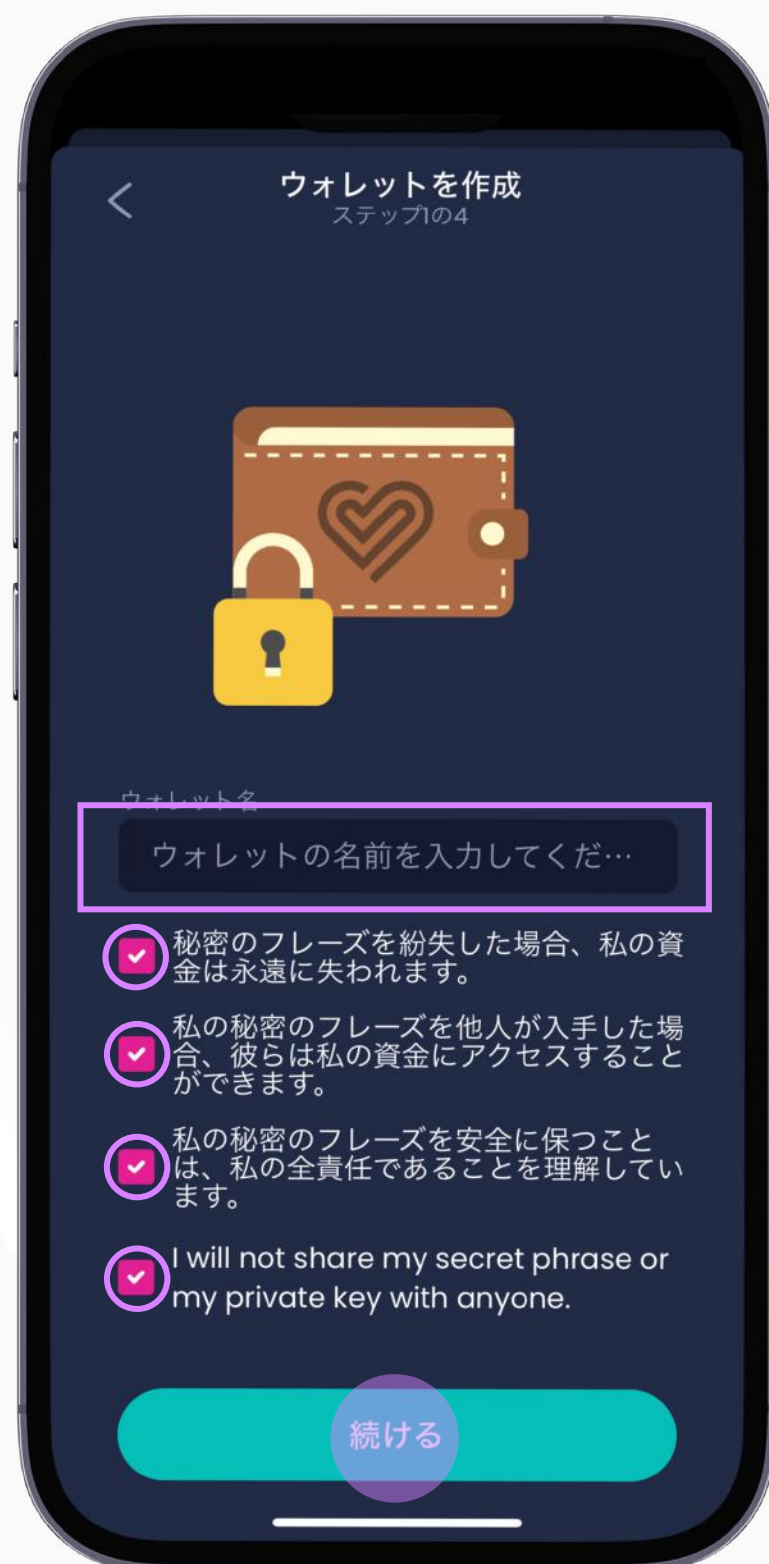 ウォレットを作成
ステップ1の4
ウォレット名
ウォレットの名前を入力してくだ…
秘密のフレーズを紛失した場合、私の資
金は永遠に失われます。
私の秘密のフレーズを他人が入手した場
合、彼らは私の資金にアクセスすること
ができます。
私の秘密のフレーズを安全に保つこと
は、私の全責任であることを理解してい
ます。
I will not share my secret phrase or
my private key with anyone.
続ける